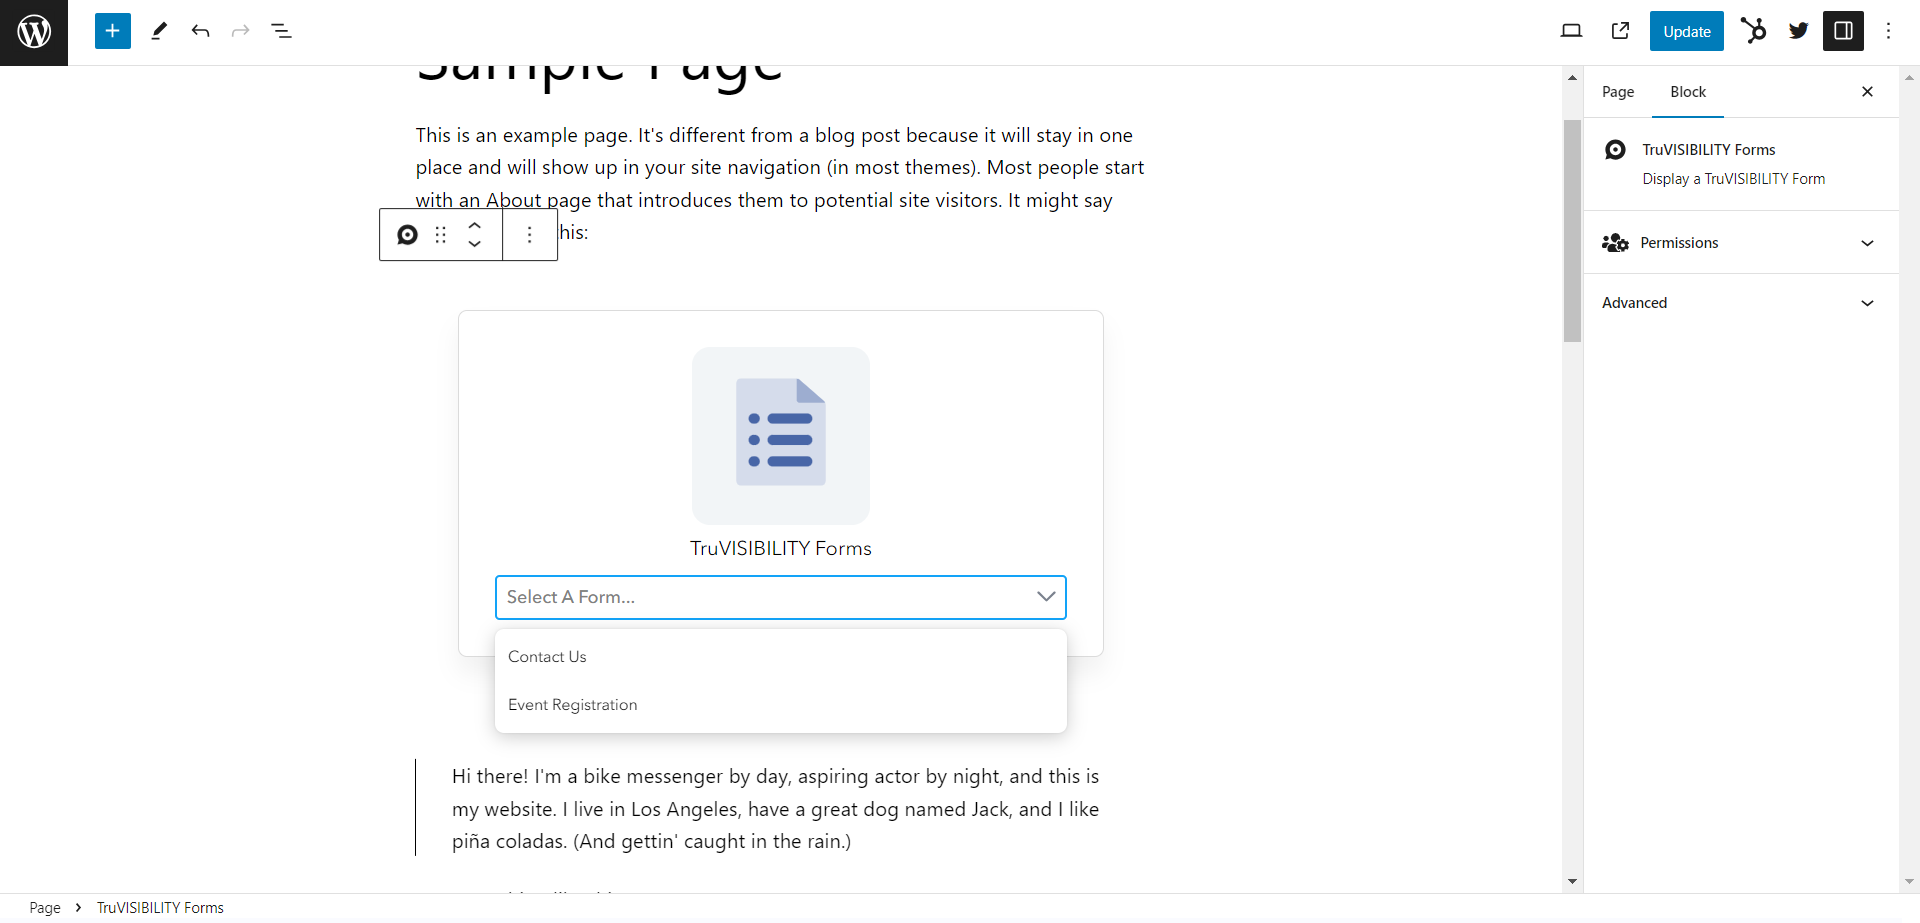 Update
Sample Page
This is an example page. It's different from a blog post because it will stay in one
place and will show up in your site navigation (in most themes). Most people start
with an About page that introduces them to potential site visitors. It might say
this:
TruVISIBILITY Forms
Select A Form...
Contact Us
Event Registration
Hi there! I'm a bike messenger by day, aspiring actor by night, and this is
my website. I live in Los Angeles, have a great dog named Jack, and I like
piña coladas. (And gettin' caught in the rain.)
Page
Block
TruVISIBILITY Forms
Display a TruVISIBILITY Form
Permissions
Advanced
Page
TruVISIBILITY Forms